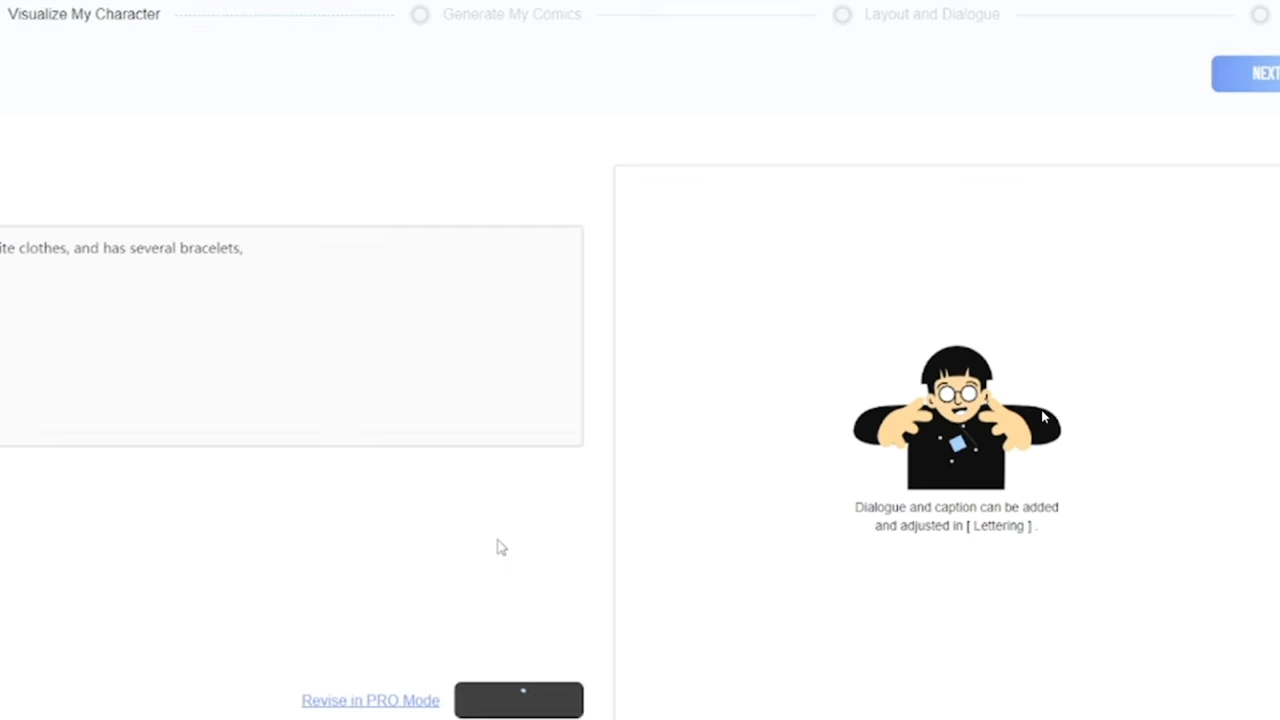 Visualize My Character
Generate My Comics
Layout and Dialogue
NEXT
ite clothes, and has several bracelets,
Dialogue and caption can be added
and adjusted in [ Lettering ] .
Revise in PRO Mode